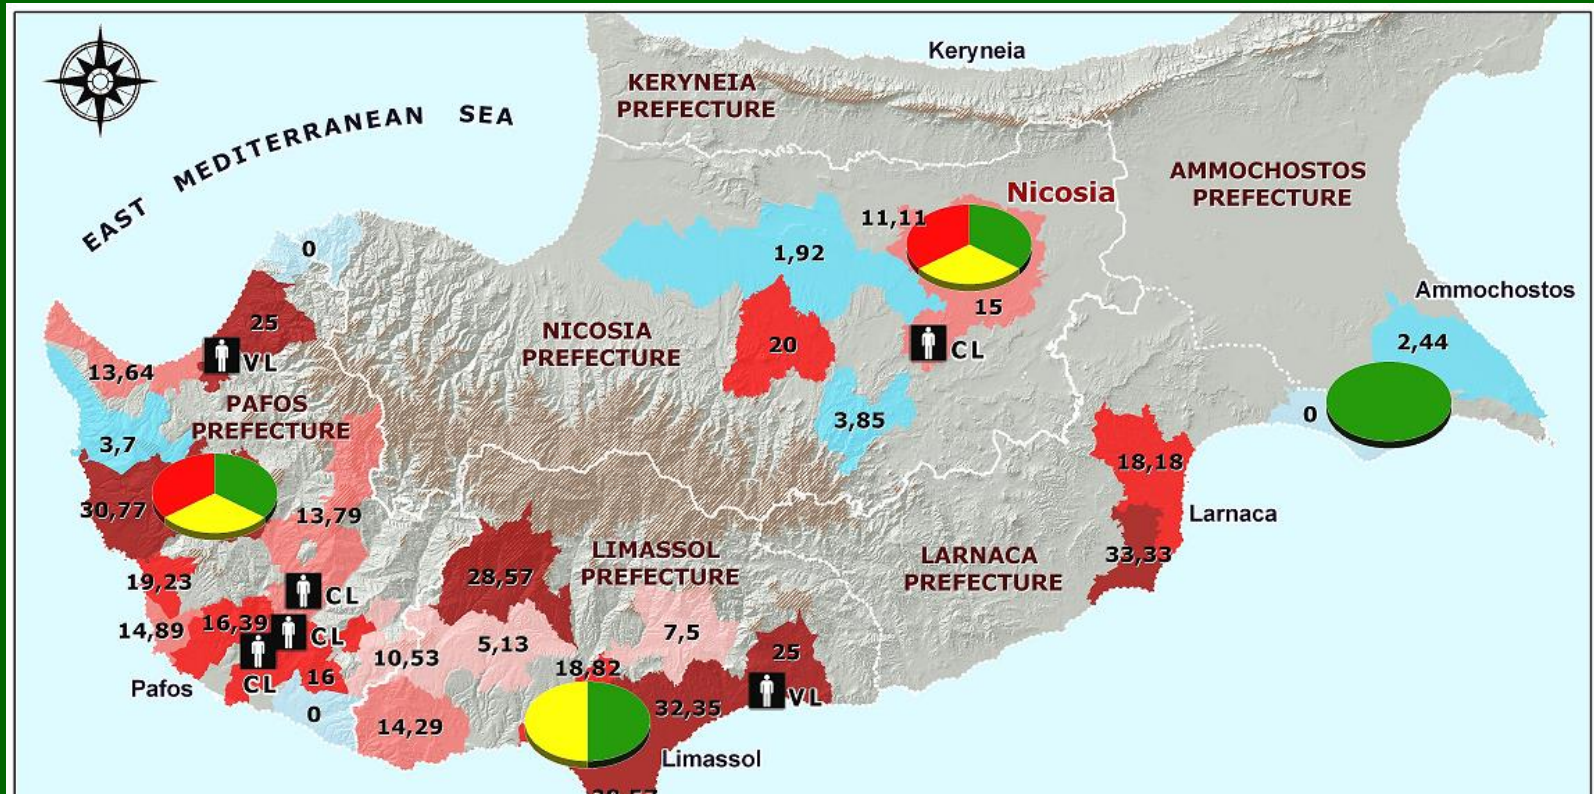 Keryneia
KERYNEIA
PREFECTURE
EAST MEDITERRANEAN SEA
AMMOCHOSTOS
PREFECTURE
Nicosia
11,11
0
1,92
15
Ammochostos
25
NICOSIA
PREFECTURE
20
CL
2,44
VL
13,64
PAFOS
PREFECTURE
3,85
0
3,7
18,18
30,77
13,79
Larnaca
LIMASSOL
PREFECTURE
LARNACA
PREFECTURE
33,33
19,23
28,57
CL
14,89
16,39
CL
7,5
5,13
10,53
25
18,82
16
CL
Pafos
VL
32,35
0
14,29
Limassol